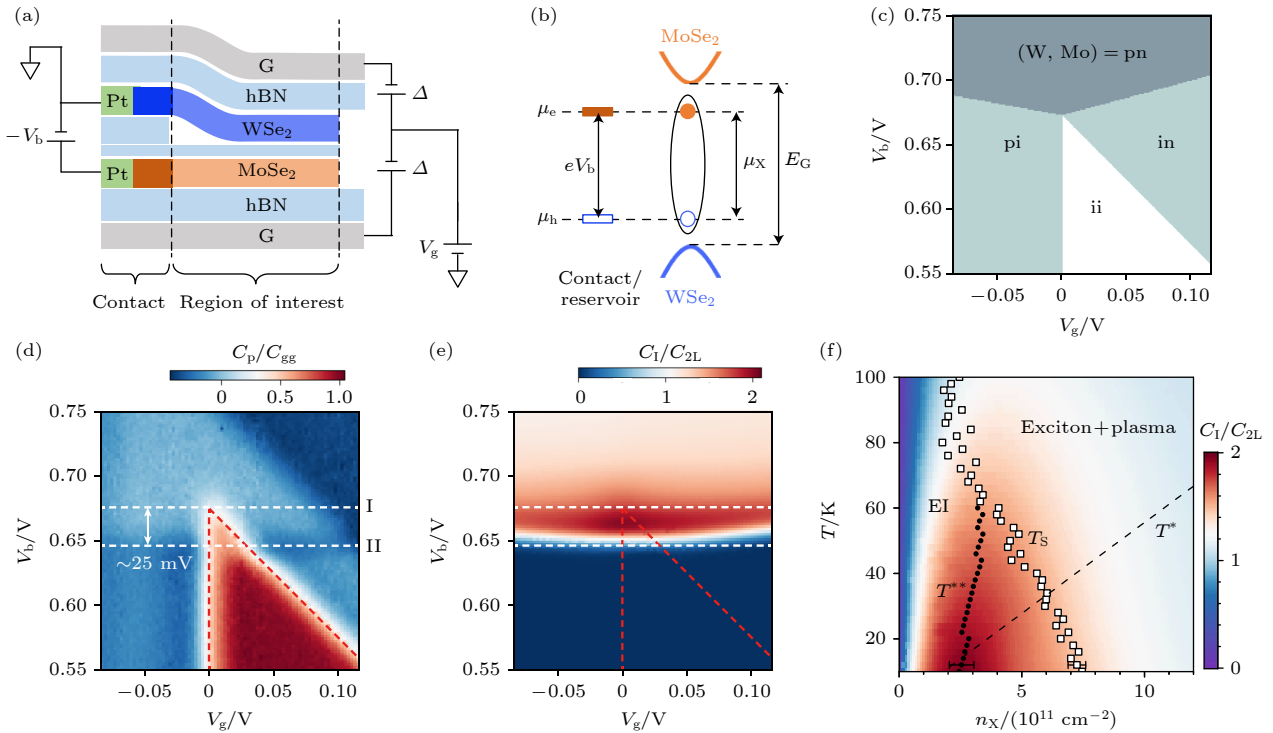 (a)
G
hBN
Pt
WSe₂
−V_b
Pt
MoSe₂
hBN
G
Δ
Δ
V_g
Contact Region of interest
(b)
MoSe₂
μ_e
eV_b
μ_X
E_G
μ_h
Contact/
reservoir
WSe₂
(c)
0.75
0.70
0.65
0.60
0.55
V_b/V
(W, Mo) = pn
pi
in
ii
−0.05 0 0.05 0.10
V_g/V
(d)
C_p/C_gg
0 0.5 1.0
0.75
0.70
0.65
0.60
0.55
V_b/V
I
II
~25 mV
−0.05 0 0.05 0.10
V_g/V
(e)
C_I/C_2L
0 1 2
0.75
0.70
0.65
0.60
0.55
V_b/V
−0.05 0 0.05 0.10
V_g/V
(f)
100
80
60
40
20
T/K
Exciton+plasma
EI
T_S
T*
T**
0 5 10
n_X/(10¹¹ cm⁻²)
C_I/C_2L
2
1
0